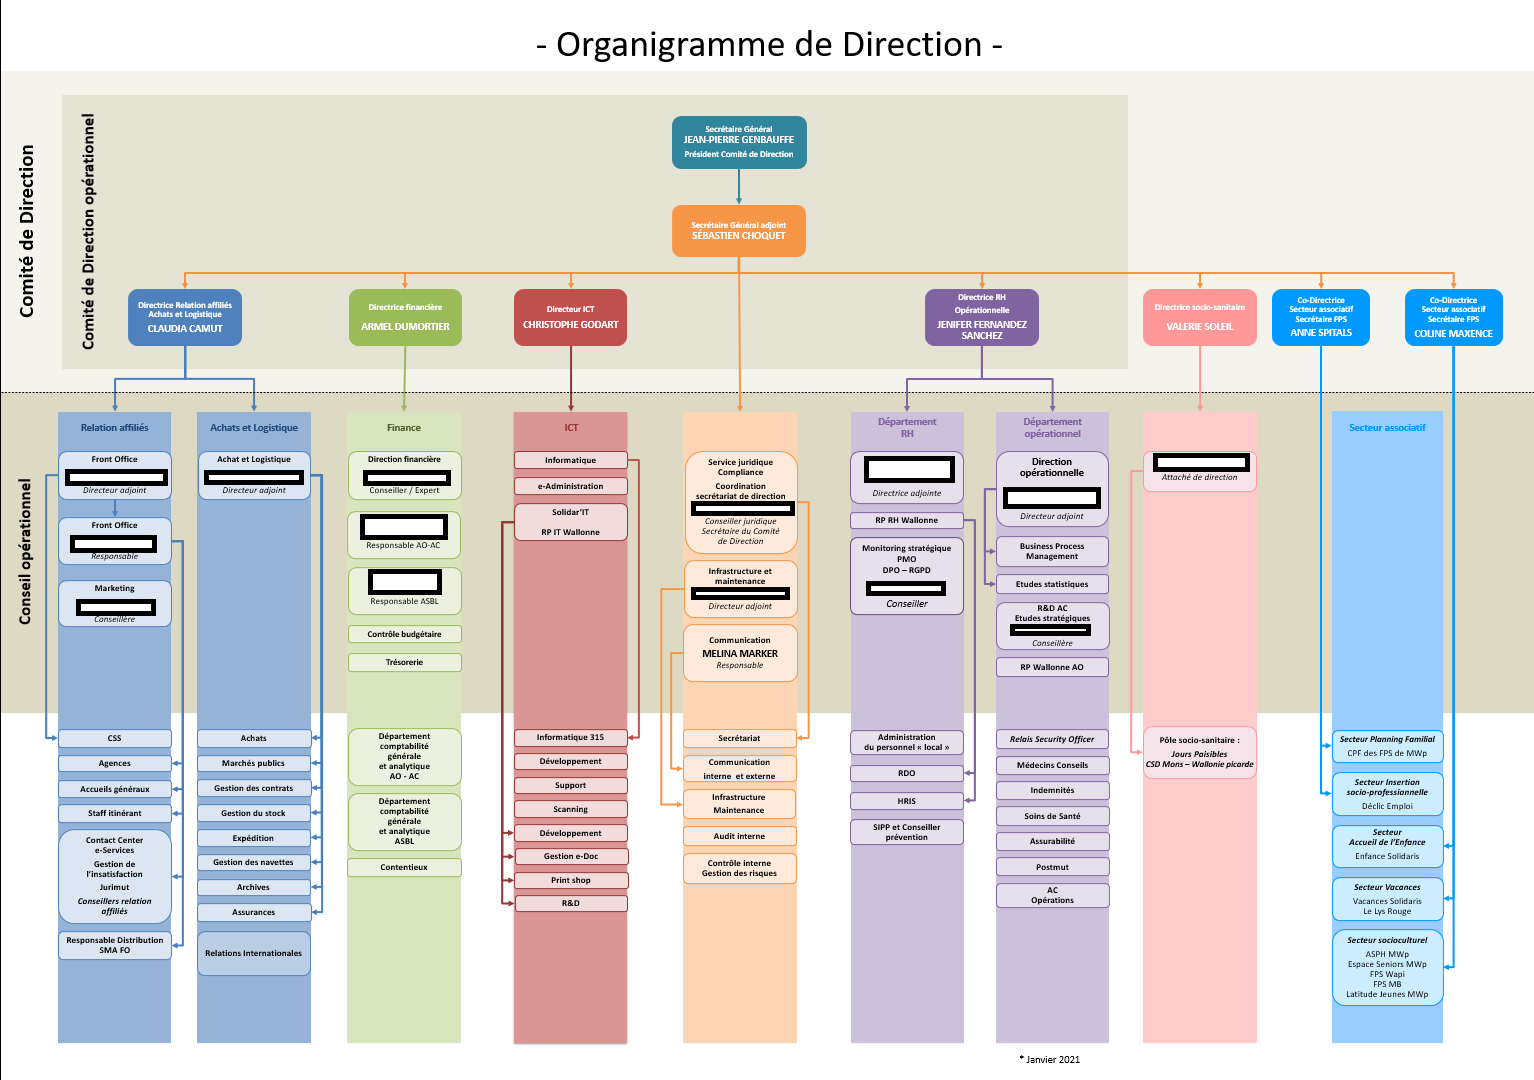 - Organigramme de Direction -
Comité de Direction
Comité de Direction opérationnel
Secrétaire Général
JEAN-PIERRE GENBAUFFE
Président Comité de Direction
Secrétaire Général adjoint
SÉBASTIEN CHOQUET
Directrice Relation affiliés
Achats et Logistique
CLAUDIA CAMUT
Directrice financière
ARMEL DUMORTIER
Directeur ICT
CHRISTOPHE GODART
Directrice RH
Opérationnelle
JENIFER FERNANDEZ
SANCHEZ
Directrice socio-sanitaire
VALERIE SOLEIL
Co-Directrice
Secteur associatif
Secrétaire FPS
ANNE SPITALS
Co-Directrice
Secteur associatif
Secrétaire FPS
COLINE MAXENCE
Conseil opérationnel
Relation affiliés
Front Office
Directeur adjoint
Front Office
Responsable
Marketing
Conseillère
CSS
Agences
Accueils généraux
Staff itinérant
Contact Center
e-Services
Gestion de
l'insatisfaction
Jurimut
Conseillers relation
affiliés
Responsable Distribution
SMA FO
Achats et Logistique
Achat et Logistique
Directeur adjoint
Achats
Marchés publics
Gestion des contrats
Gestion du stock
Expédition
Gestion des navettes
Archives
Assurances
Relations Internationales
Finance
Direction financière
Conseiller / Expert
Responsable AO-AC
Responsable ASBL
Contrôle budgétaire
Trésorerie
Département
comptabilité
générale
et analytique
AO - AC
Département
comptabilité
générale
et analytique
ASBL
Contentieux
ICT
Informatique
e-Administration
Solidar'IT
RP IT Wallonne
Informatique 315
Développement
Support
Scanning
Développement
Gestion e-Doc
Print shop
R&D
Service juridique
Compliance
Coordination
secrétariat de direction
Conseiller juridique
Secrétaire du Comité
de Direction
Infrastructure et
maintenance
Directeur adjoint
Communication
MELINA MARKER
Responsable
Secrétariat
Communication
interne et externe
Infrastructure
Maintenance
Audit interne
Contrôle interne
Gestion des risques
Département
RH
Directrice adjointe
RP RH Wallonne
Monitoring stratégique
PMO
DPO – RGPD
Conseiller
Administration
du personnel « local »
RDO
HRIS
SIPP et Conseiller
prévention
Département
opérationnel
Direction
opérationnelle
Directeur adjoint
Business Process
Management
Etudes statistiques
R&D AC
Etudes stratégiques
Conseillère
RP Wallonne AO
Relais Security Officer
Médecins Conseils
Indemnités
Soins de Santé
Assurabilité
Postmut
AC
Opérations
Attaché de direction
Pôle socio-sanitaire :
Jours Paisibles
CSD Mons – Wallonie picarde
Secteur associatif
Secteur Planning Familial
CPF des FPS de MWp
Secteur Insertion
socio-professionnelle
Déclic Emploi
Secteur
Accueil de l'Enfance
Enfance Solidaris
Secteur Vacances
Vacances Solidaris
Le Lys Rouge
Secteur socioculturel
ASPH MWp
Espace Seniors MWp
FPS Wapi
FPS MB
Latitude Jeunes MWp
* Janvier 2021